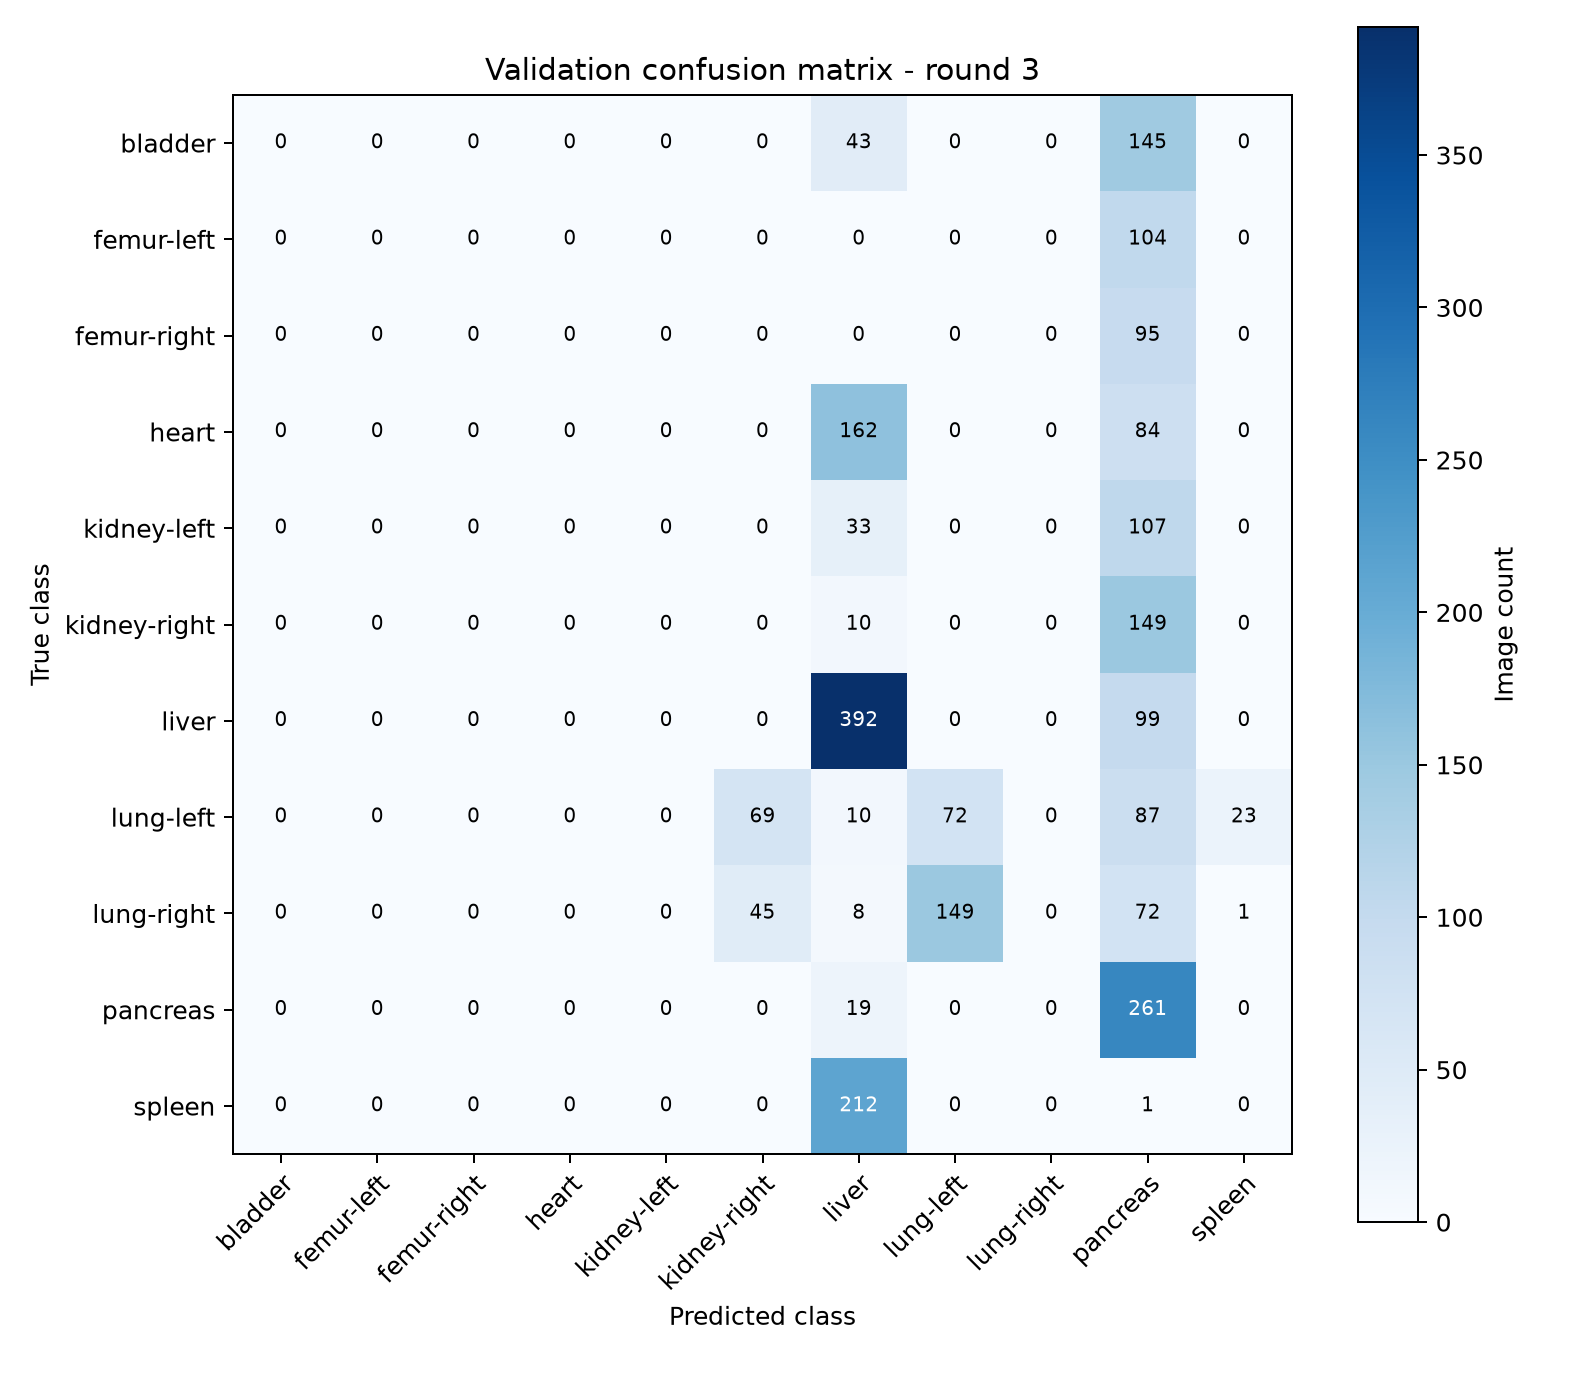 Validation confusion matrix - round 3
bladder 0 0 0 0 0 0 43 0 0 145 0
femur-left 0 0 0 0 0 0 0 0 0 104 0
femur-right 0 0 0 0 0 0 0 0 0 95 0
heart 0 0 0 0 0 0 162 0 0 84 0
kidney-left 0 0 0 0 0 0 33 0 0 107 0
kidney-right 0 0 0 0 0 0 10 0 0 149 0
liver 0 0 0 0 0 0 392 0 0 99 0
lung-left 0 0 0 0 0 69 10 72 0 87 23
lung-right 0 0 0 0 0 45 8 149 0 72 1
pancreas 0 0 0 0 0 0 19 0 0 261 0
spleen 0 0 0 0 0 0 212 0 0 1 0
True class
bladder femur-left femur-right heart kidney-left kidney-right liver lung-left lung-right pancreas spleen
Predicted class
350
300
250
200
150
100
50
0
Image count